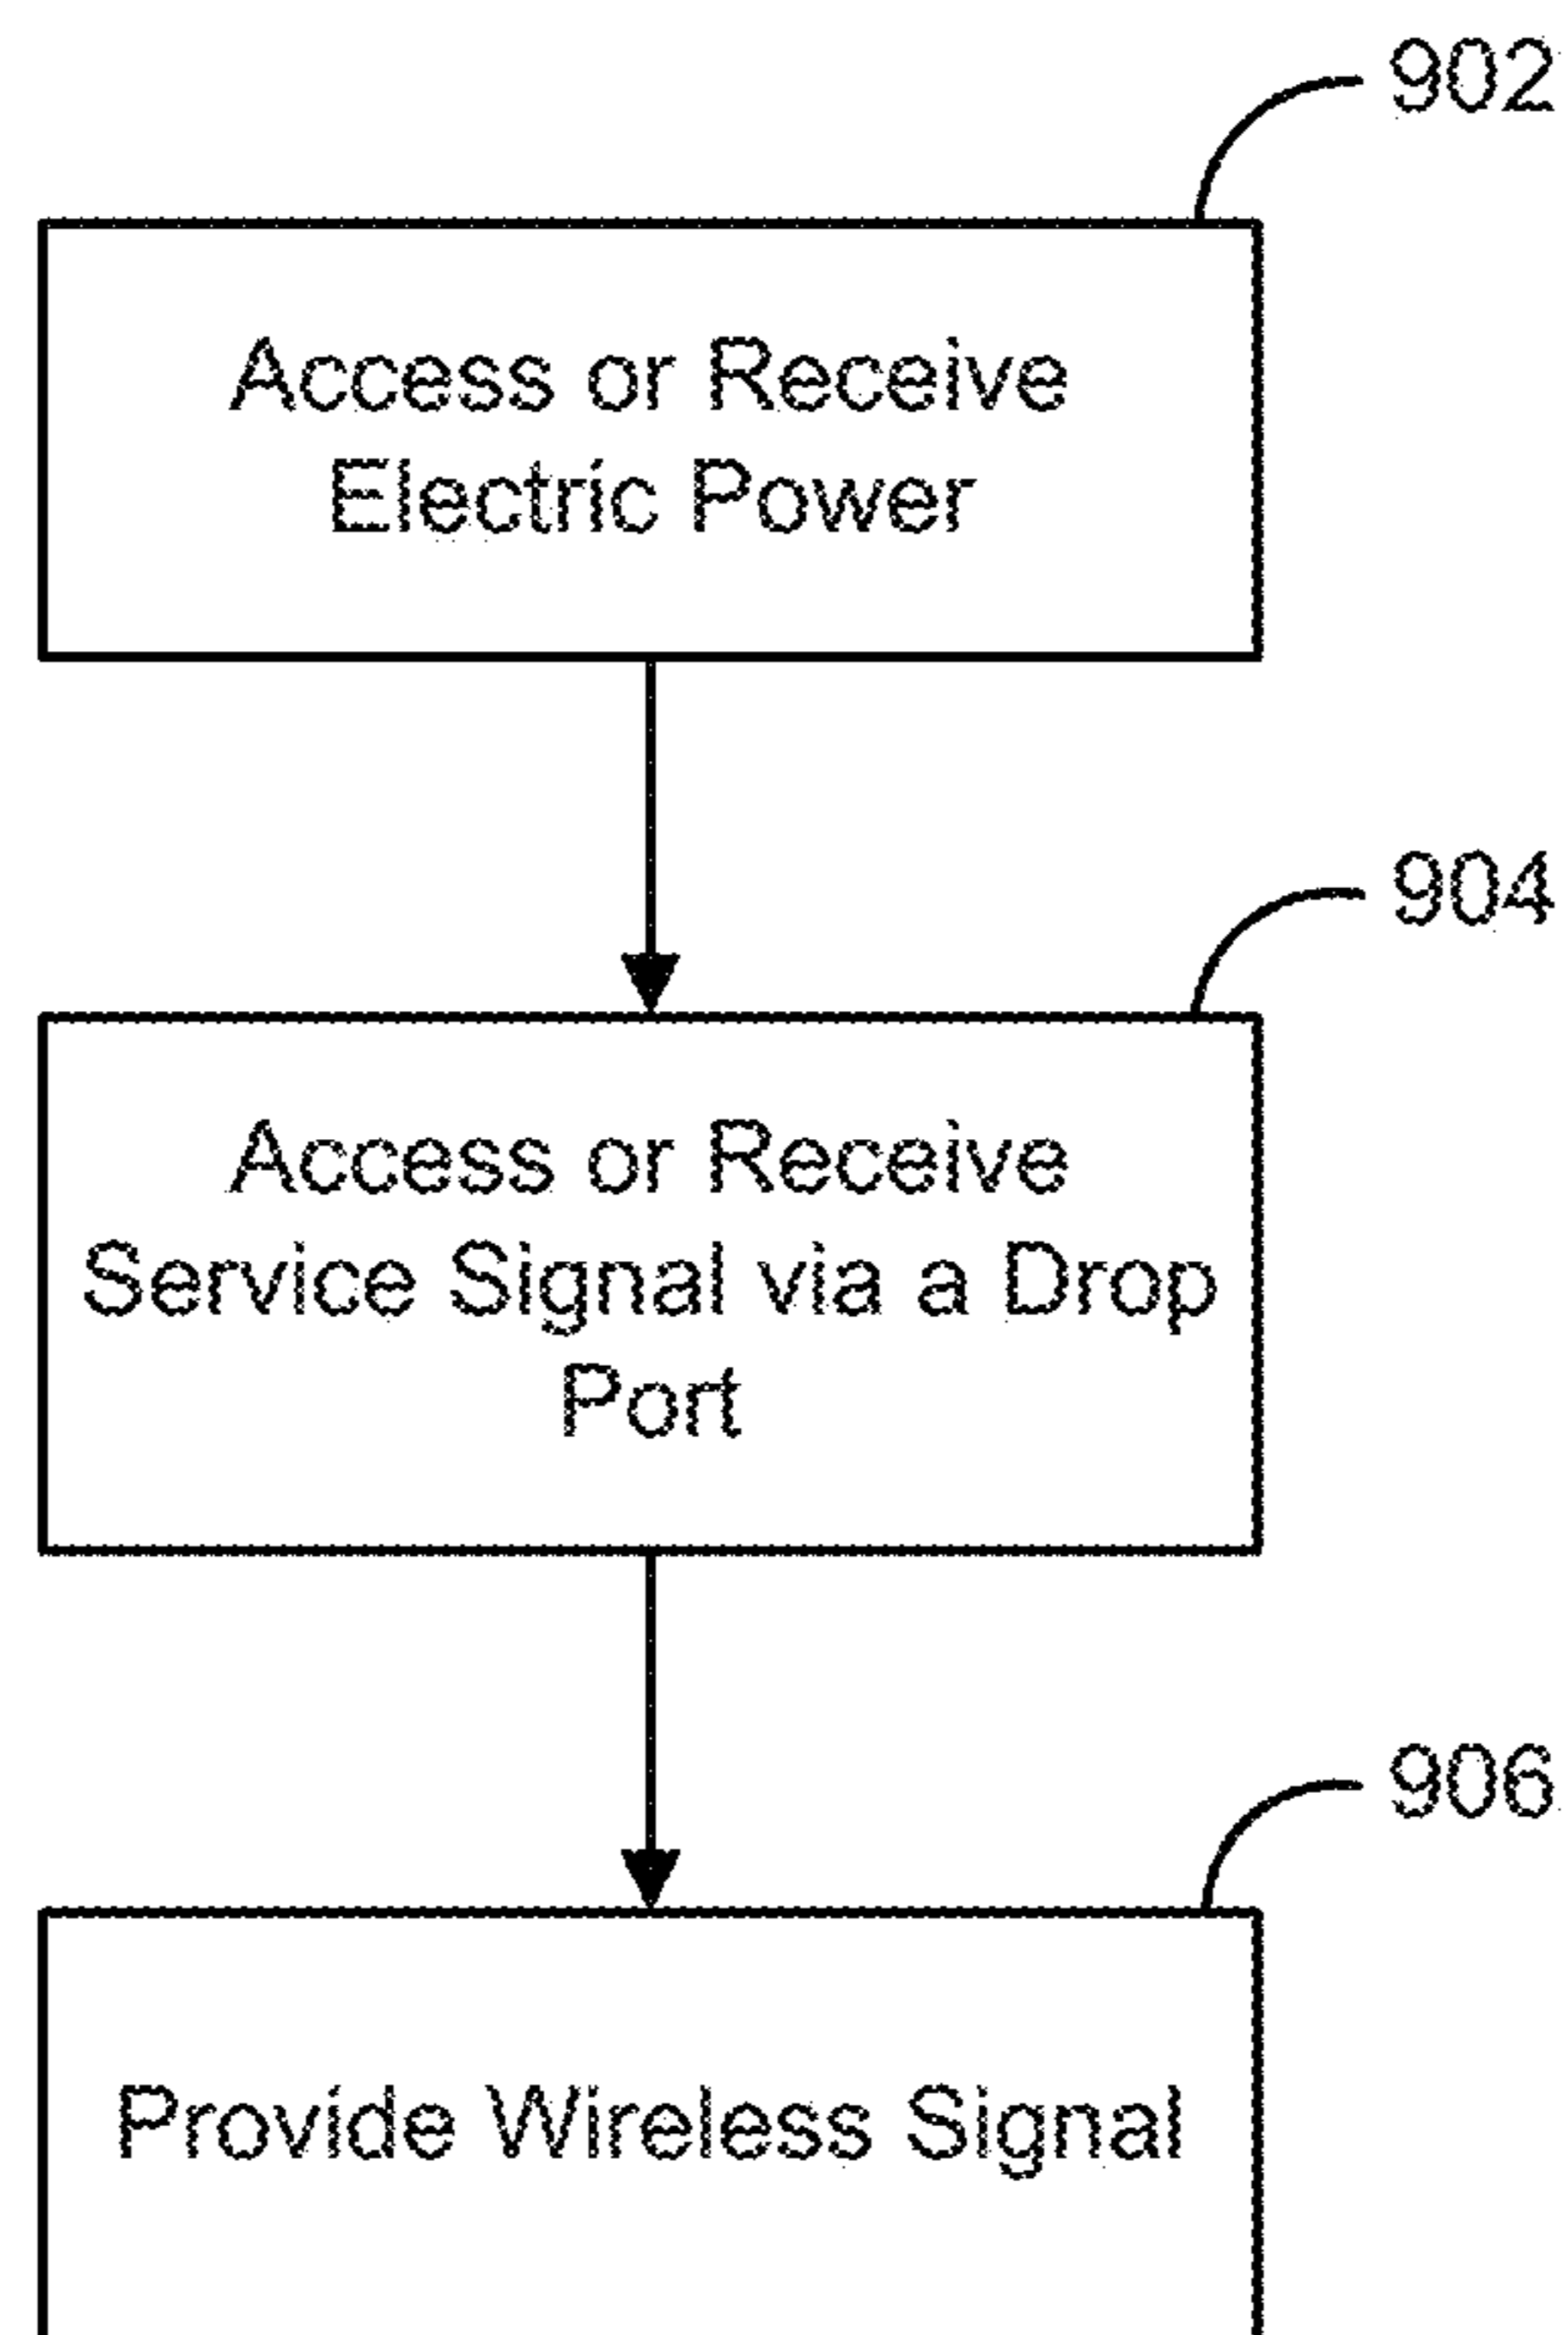 902
Access or Receive
Electric Power
904
Access or Receive
Service Signal via a Drop
Port
906
Provide Wireless Signal